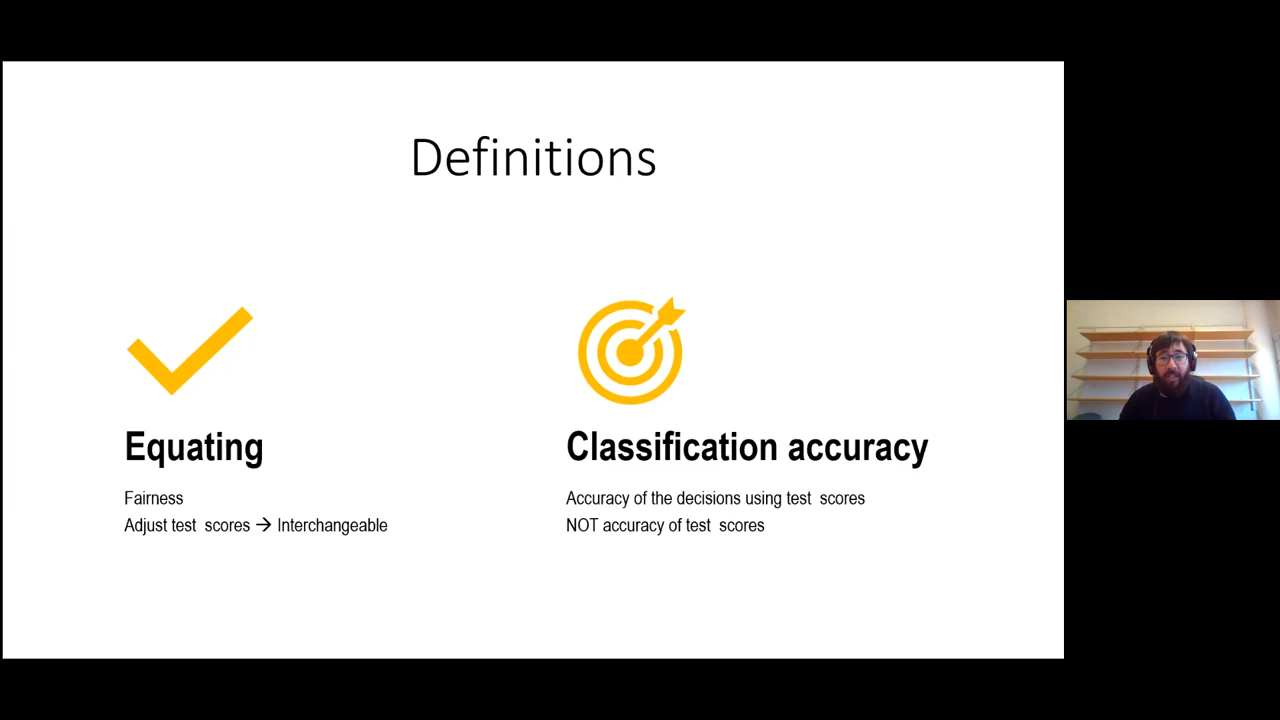 Definitions
Equating
Fairness
Adjust test scores → Interchangeable
Classification accuracy
Accuracy of the decisions using test scores
NOT accuracy of test scores